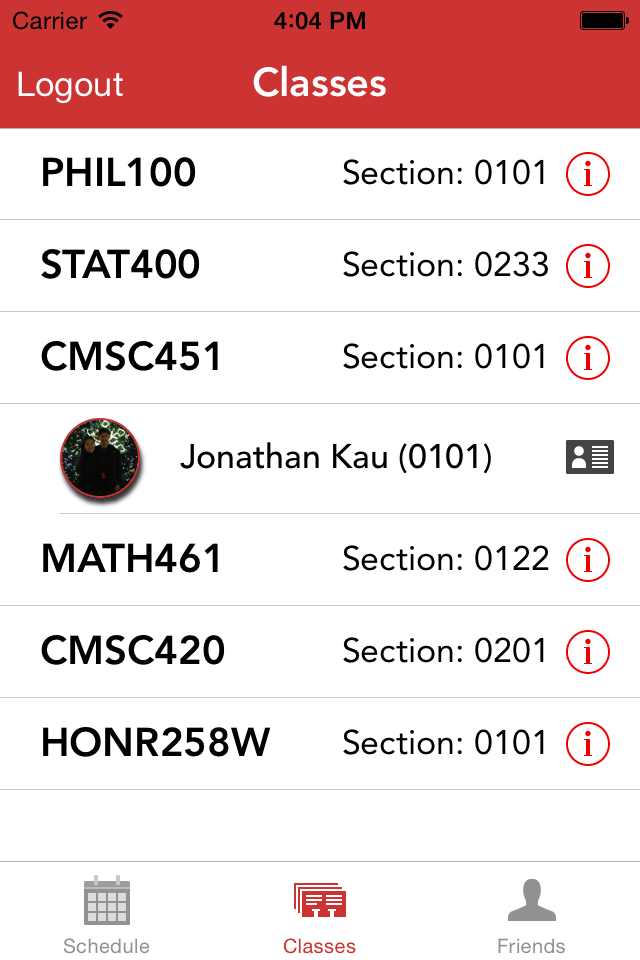 Carrier 4:04 PM
Logout Classes
PHIL100 Section: 0101 i
STAT400 Section: 0233 i
CMSC451 Section: 0101 i
Jonathan Kau (0101)
MATH461 Section: 0122 i
CMSC420 Section: 0201 i
HONR258W Section: 0101 i
Schedule Classes Friends